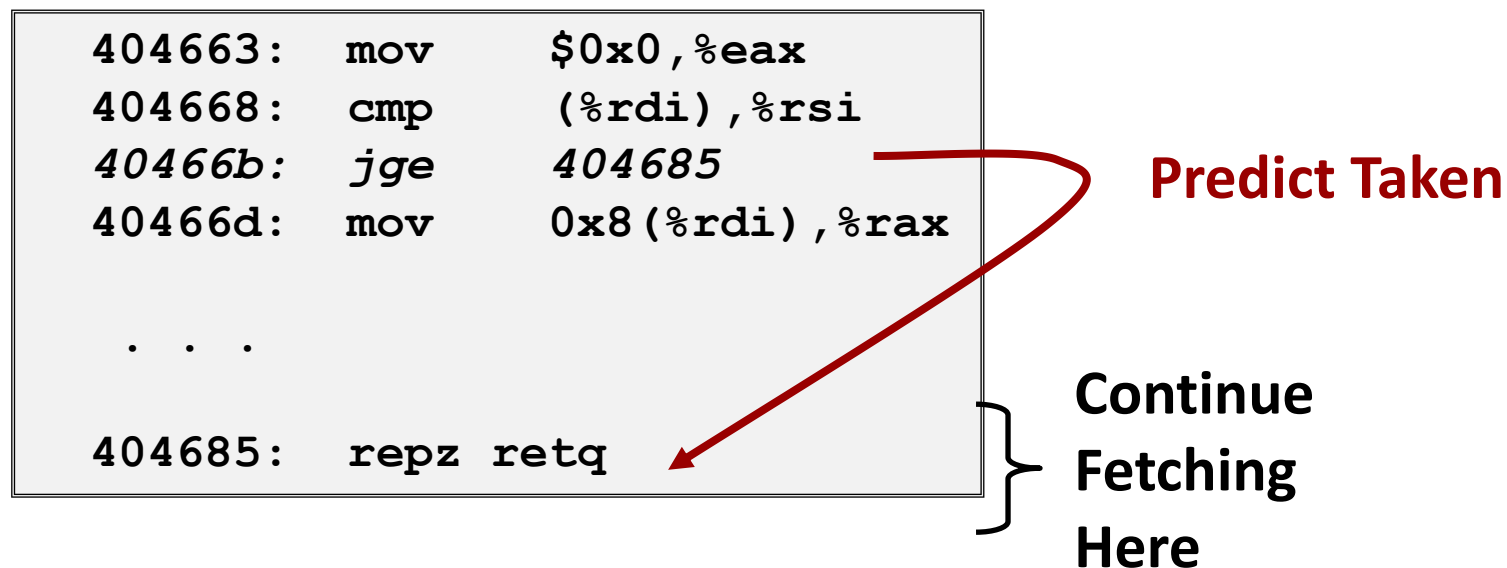 404663: mov $0x0,%eax
404668: cmp (%rdi),%rsi
40466b: jge 404685
40466d: mov 0x8(%rdi),%rax
. . .
404685: repz retq
Predict Taken
Continue
Fetching
Here